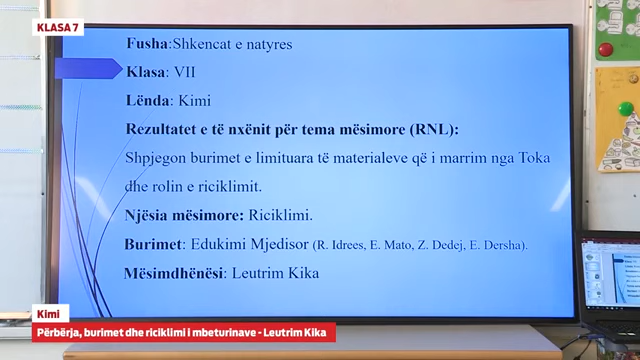 KLASA 7
Fusha:Shkencat e natyres
Klasa: VII
Lënda: Kimi
Rezultatet e të nxënit për tema mësimore (RNL):
Shpjegon burimet e limituara të materialeve që i marrim nga Toka
dhe rolin e riciklimit.
Njësia mësimore: Riciklimi.
Burimet: Edukimi Mjedisor (R. Idrees, E. Mato, Z. Dedej, E. Dersha).
Mësimdhënësi: Leutrim Kika
Kimi
Përbërja, burimet dhe riciklimi i mbeturinave - Leutrim Kika